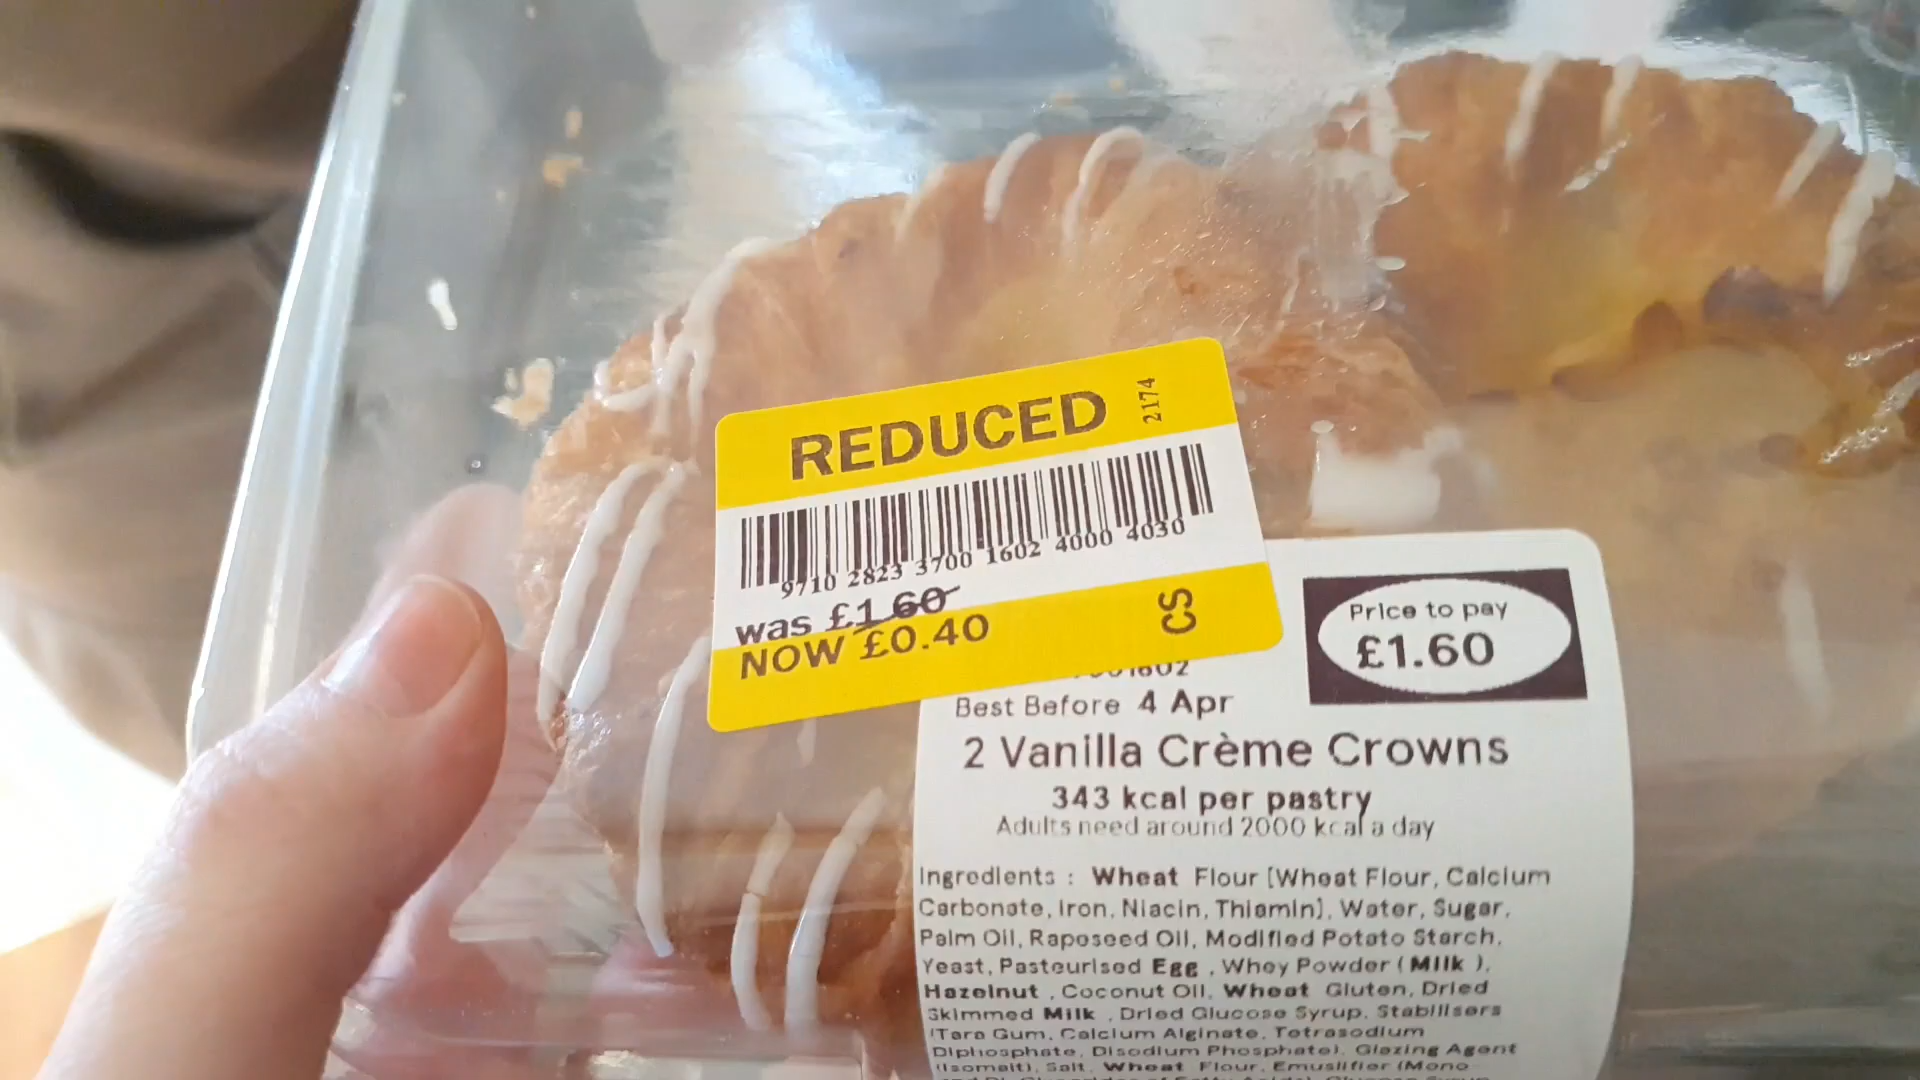 REDUCED
2174
9710 2823 3700 1602 4000 4030
was £1.60
NOW £0.40
CS
Price to pay
£1.60
Best Before 4 Apr
2 Vanilla Crème Crowns
343 kcal per pastry
Adults need around 2000 kcal a day
Ingredients : Wheat Flour [Wheat Flour, Calcium
Carbonate, Iron, Niacin, Thiamin], Water, Sugar,
Palm Oil, Rapeseed Oil, Modified Potato Starch,
Yeast, Pasteurised Egg , Whey Powder ( Milk ),
Hazelnut , Coconut Oil, Wheat Gluten, Dried
Skimmed Milk , Dried Glucose Syrup, Stabilisers
(Tara Gum, Calcium Alginate, Tetrasodium
Diphosphate, Disodium Phosphate), Glazing Agent
(Isomalt), Salt, Wheat Flour, Emulsifier (Mono-